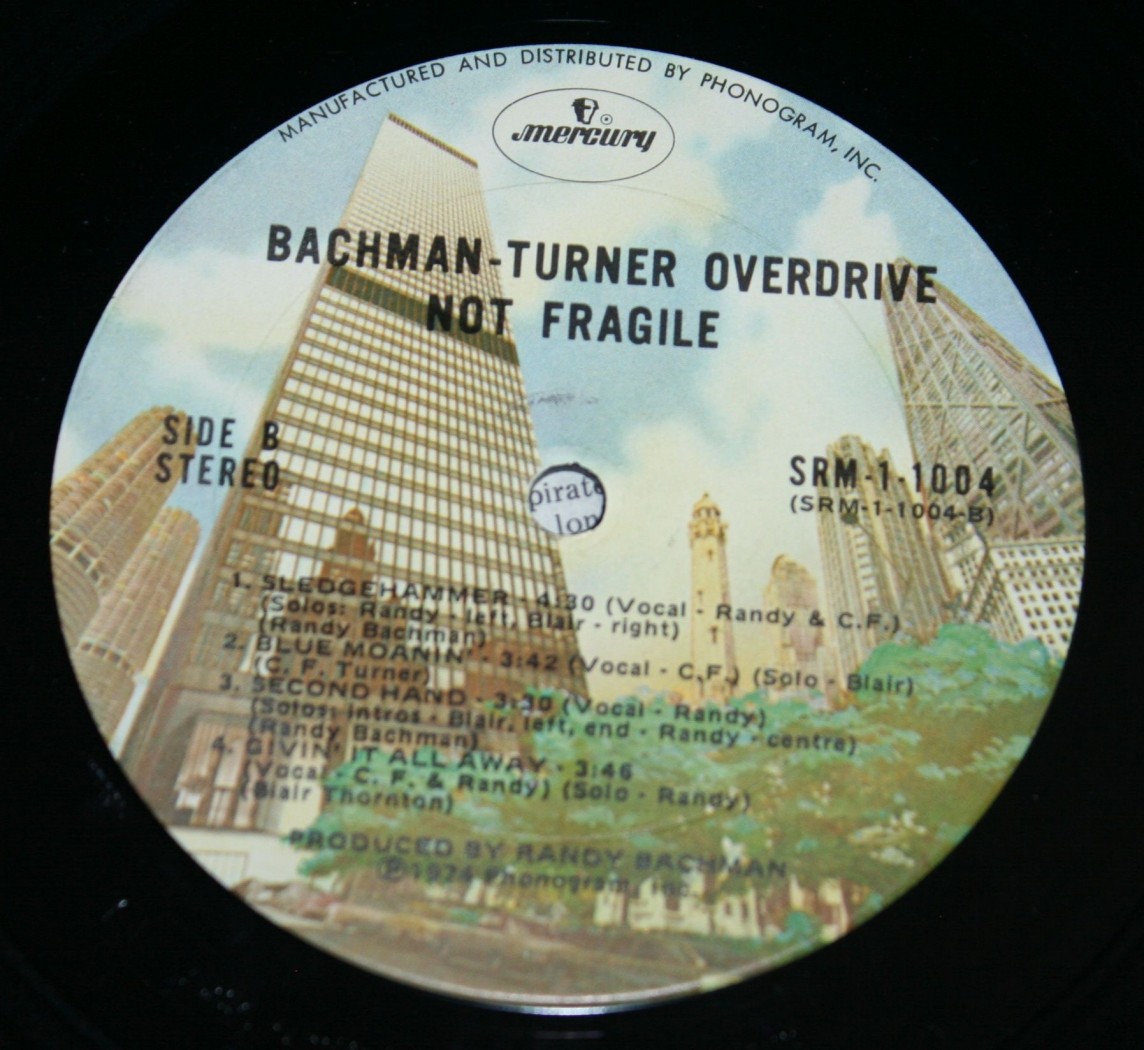 MANUFACTURED AND DISTRIBUTED BY PHONOGRAM, INC.
mercury
BACHMAN-TURNER OVERDRIVE
NOT FRAGILE
SIDE B
STEREO
SRM-1-1004
(SRM-1-1004-B)
pirate
lon
1. SLEDGEHAMMER - 4:30 (Vocal - Randy & C.F.)
(Solos: Randy - left, Blair - right)
(Randy Bachman)
2. BLUE MOANIN' - 3:42 (Vocal - C.F.) (Solo - Blair)
(C. F. Turner)
3. SECOND HAND - 3:30 (Vocal - Randy)
(Solos: intros - Blair, left, end - Randy - centre)
(Randy Bachman)
4. GIVIN' IT ALL AWAY - 3:46
(Vocal - C. F. & Randy) (Solo - Randy)
(Blair Thornton)
PRODUCED BY RANDY BACHMAN
℗ 1974 Phonogram, Inc.